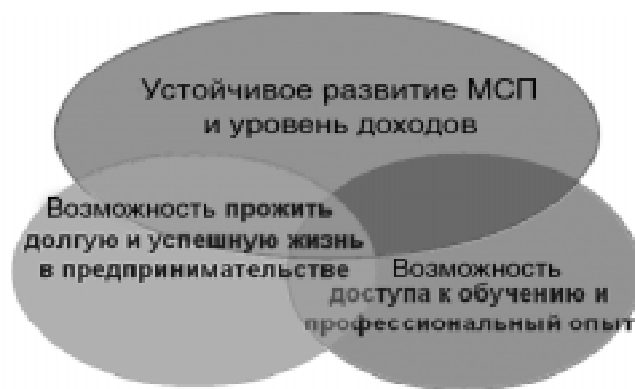 Устойчивое развитие МСП
и уровень доходов
Возможность прожить
долгую и успешную жизнь
в предпринимательстве
Возможность
доступа к обучению и
профессиональный опыт